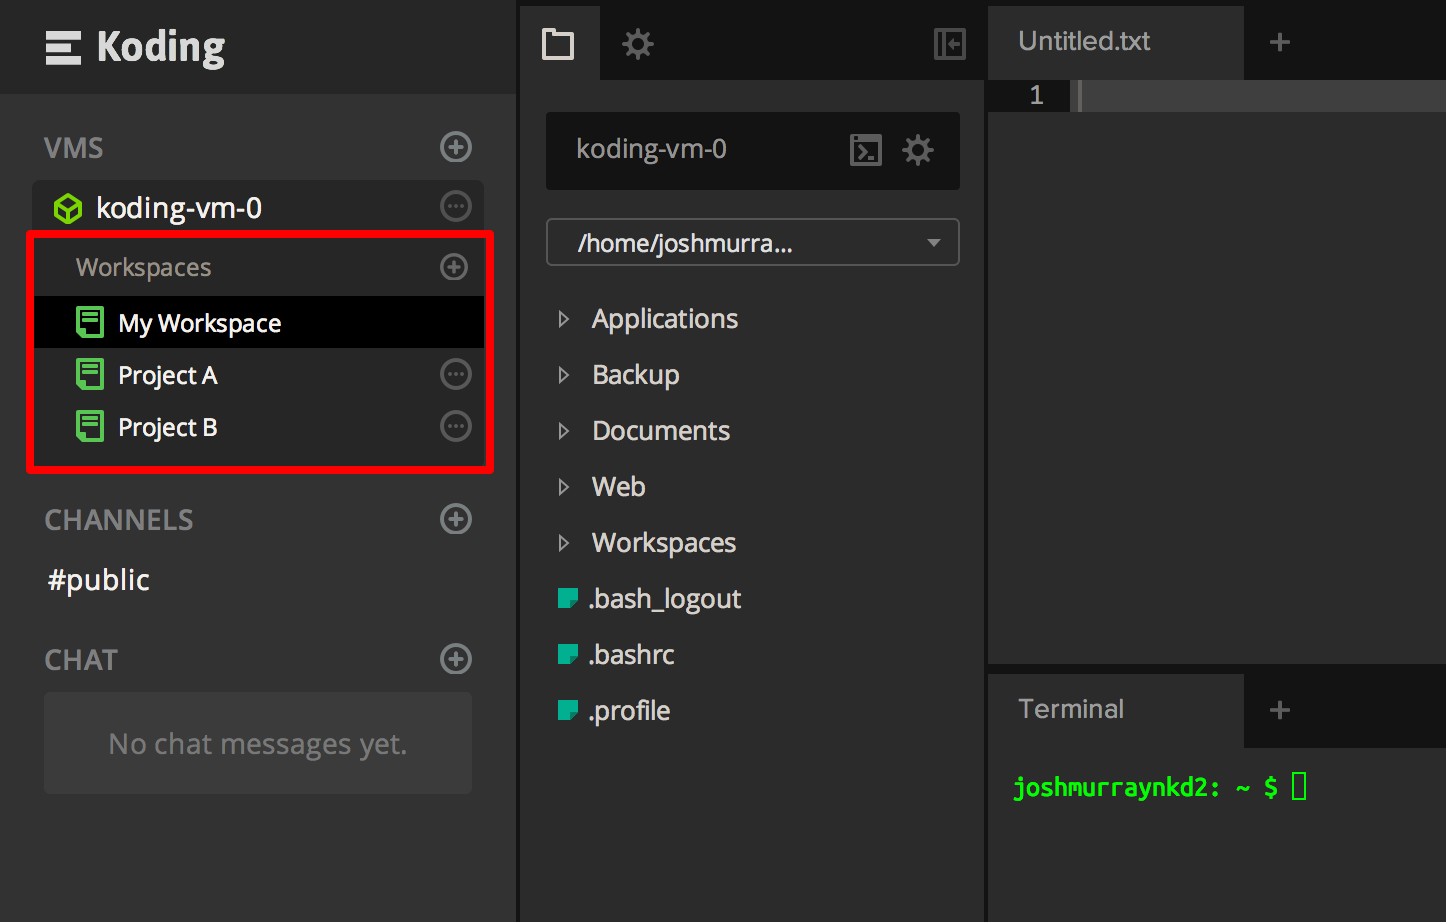 Koding
VMS
koding-vm-0
Workspaces
My Workspace
Project A
Project B
CHANNELS
#public
CHAT
No chat messages yet.
koding-vm-0
/home/joshmurra...
Applications
Backup
Documents
Web
Workspaces
.bash_logout
.bashrc
.profile
Untitled.txt
1
Terminal
joshmurraynkd2: ~ $